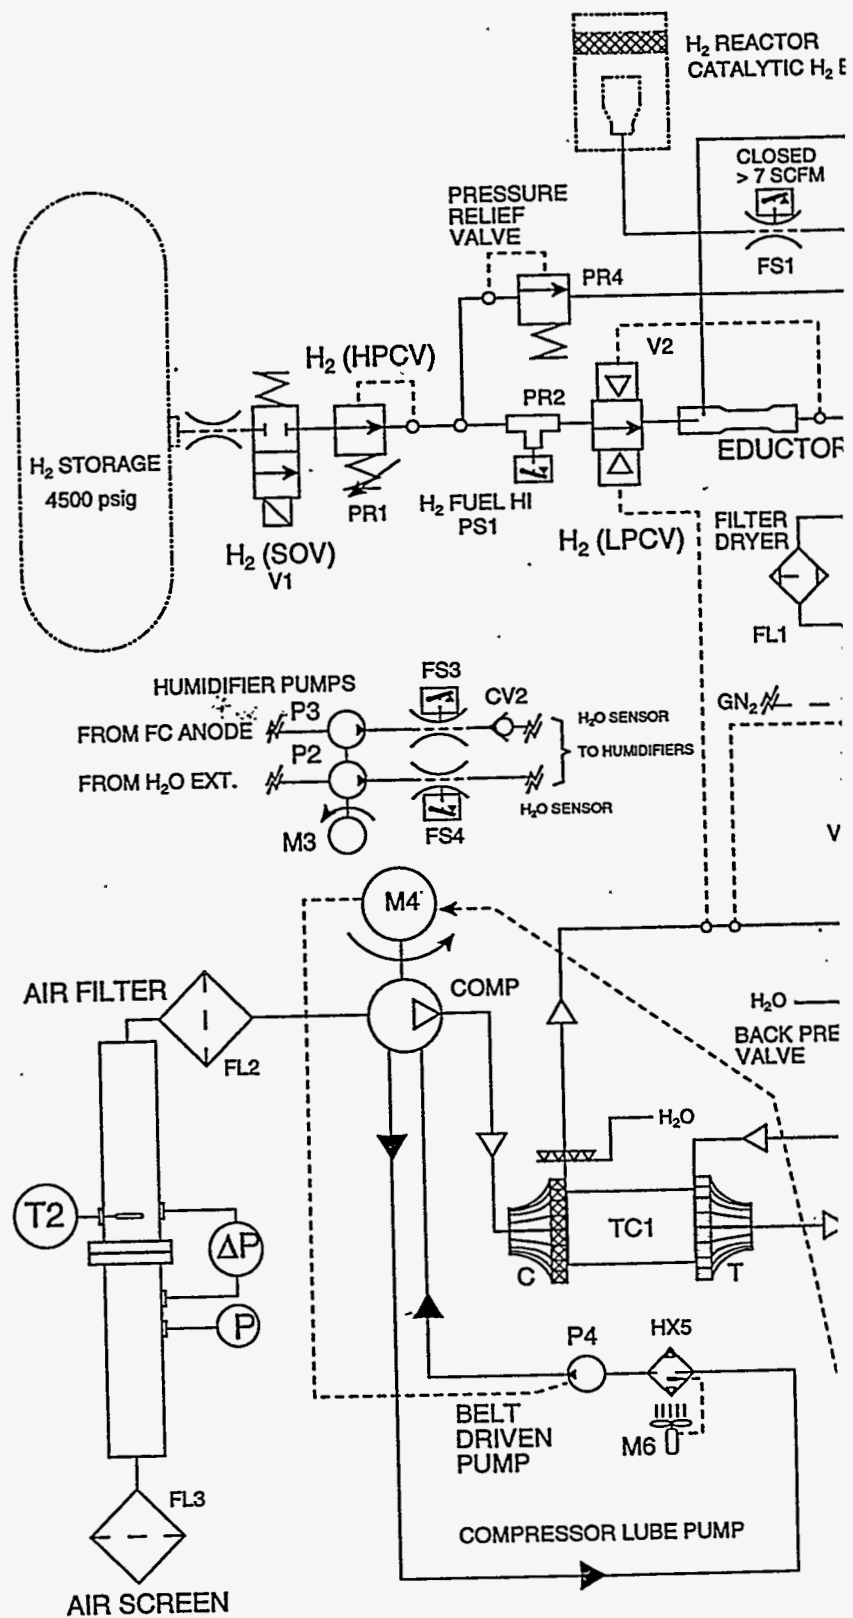 H₂ REACTOR
CATALYTIC H₂
CLOSED
> 7 SCFM
FS1
PRESSURE
RELIEF
VALVE
PR4
H₂ (HPCV)
V2
PR2
EDUCTOR
H₂ STORAGE
4500 psig
PR1
H₂ FUEL HI
PS1
H₂ (SOV)
V1
H₂ (LPCV)
FILTER
DRYER
FL1
HUMIDIFIER PUMPS
FS3
CV2
GN₂
P3
FROM FC ANODE
H₂O SENSOR
P2
TO HUMIDIFIERS
FROM H₂O EXT.
H₂O SENSOR
M3
FS4
M4
AIR FILTER
COMP
H₂O
FL2
BACK PRE
VALVE
H₂O
T2
ΔP
TC1
C
T
P
P4
HX5
BELT
DRIVEN
PUMP
M6
FL3
COMPRESSOR LUBE PUMP
AIR SCREEN